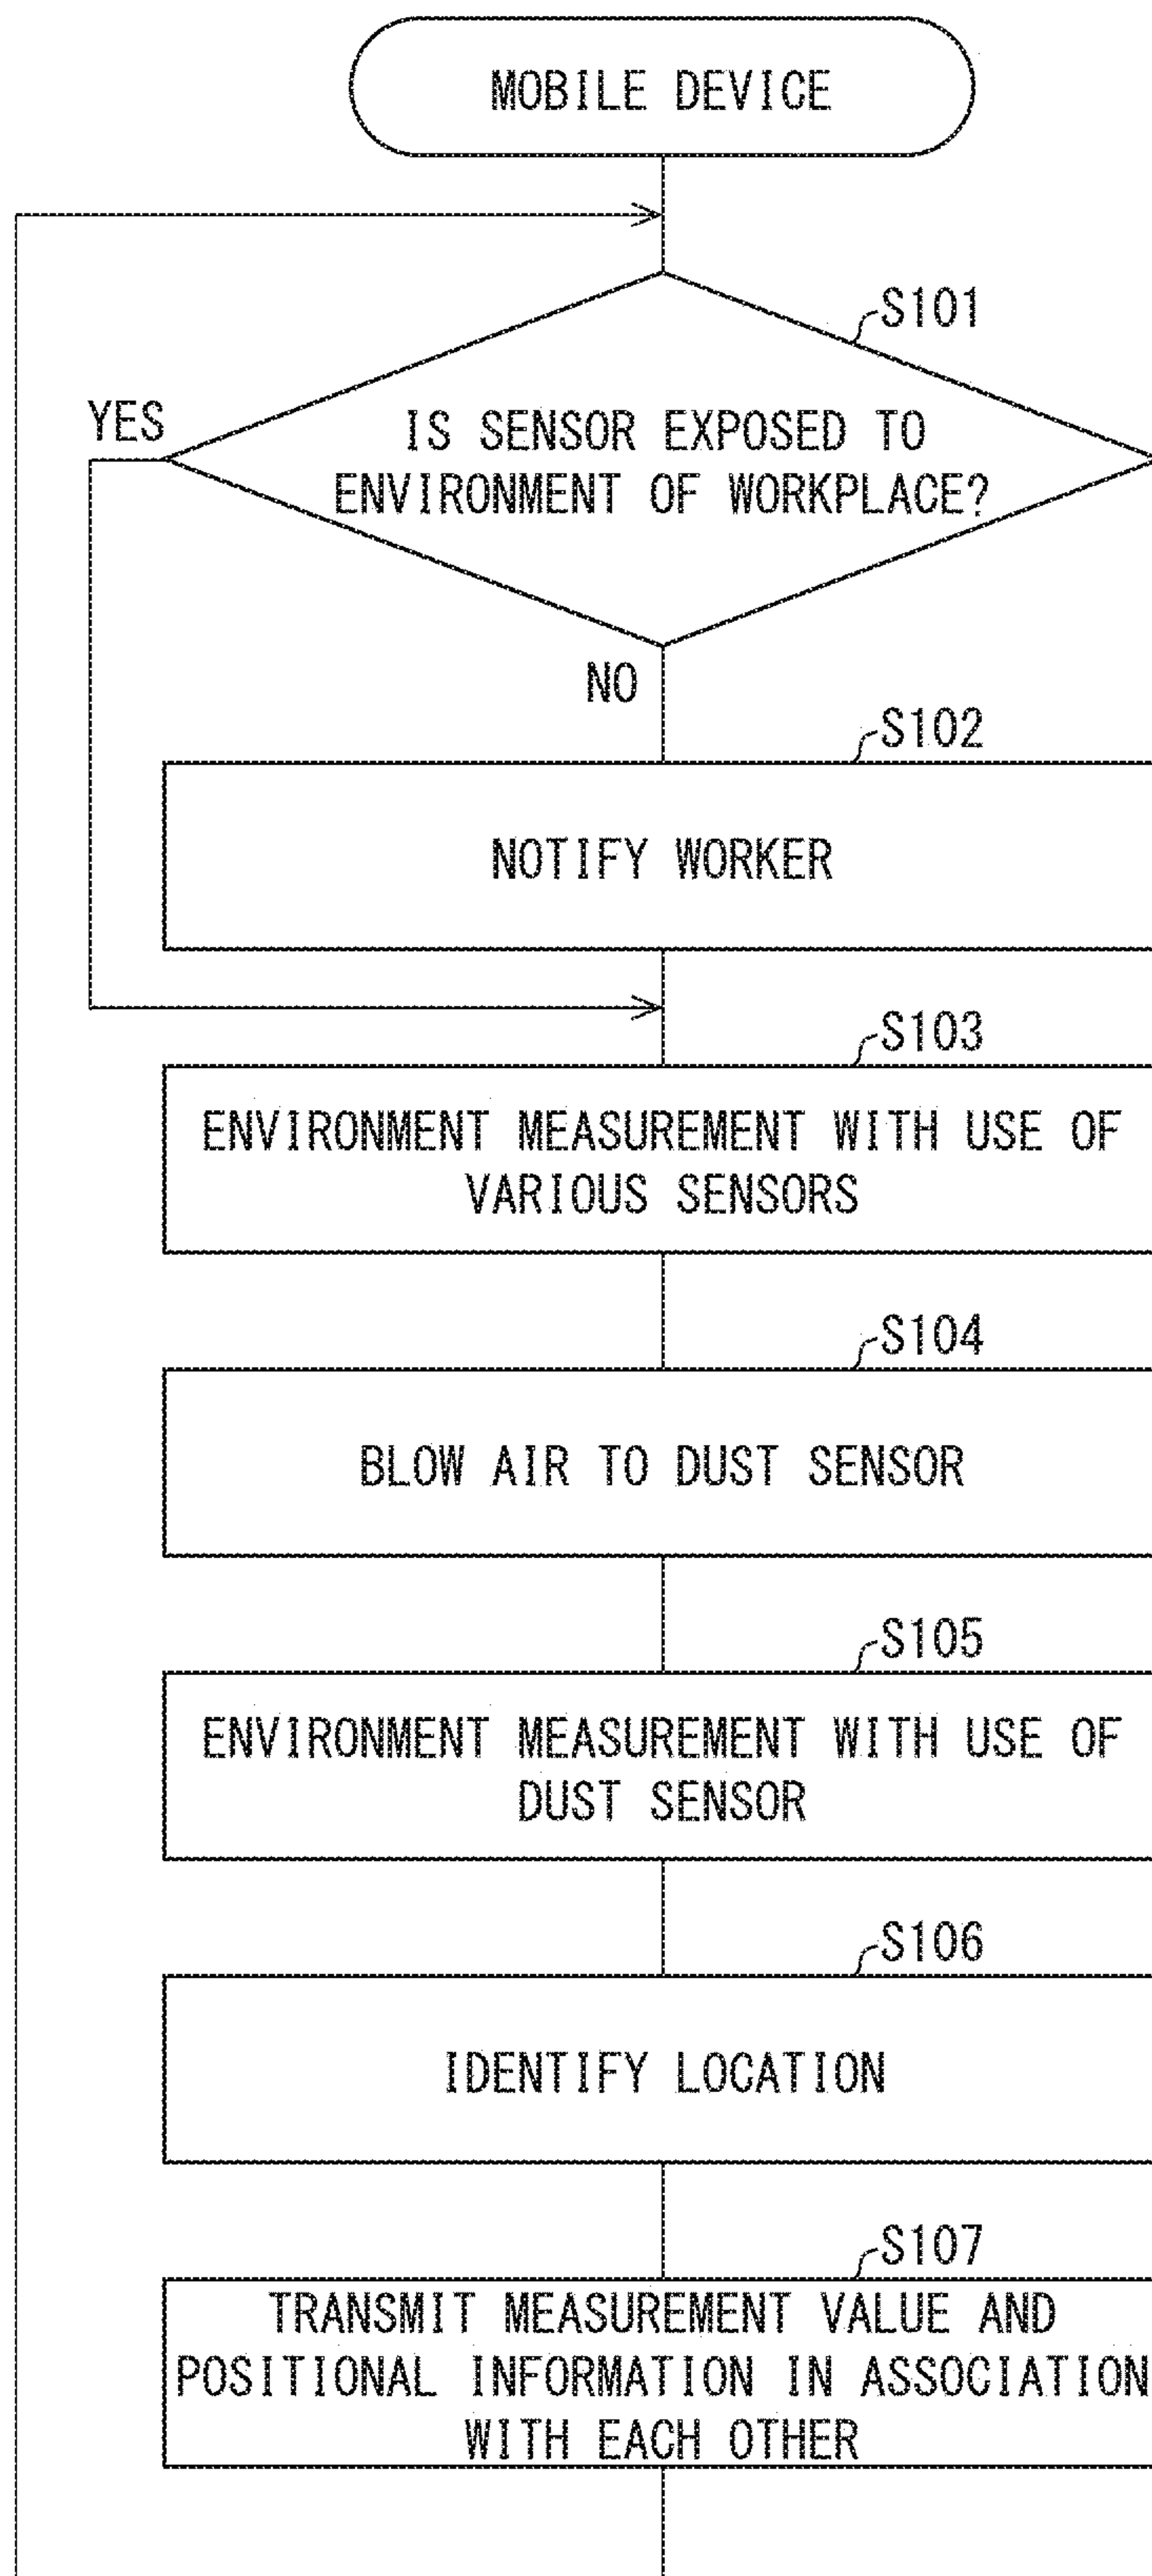 MOBILE DEVICE
S101
YES
IS SENSOR EXPOSED TO
ENVIRONMENT OF WORKPLACE?
NO
S102
NOTIFY WORKER
S103
ENVIRONMENT MEASUREMENT WITH USE OF
VARIOUS SENSORS
S104
BLOW AIR TO DUST SENSOR
S105
ENVIRONMENT MEASUREMENT WITH USE OF
DUST SENSOR
S106
IDENTIFY LOCATION
S107
TRANSMIT MEASUREMENT VALUE AND
POSITIONAL INFORMATION IN ASSOCIATION
WITH EACH OTHER